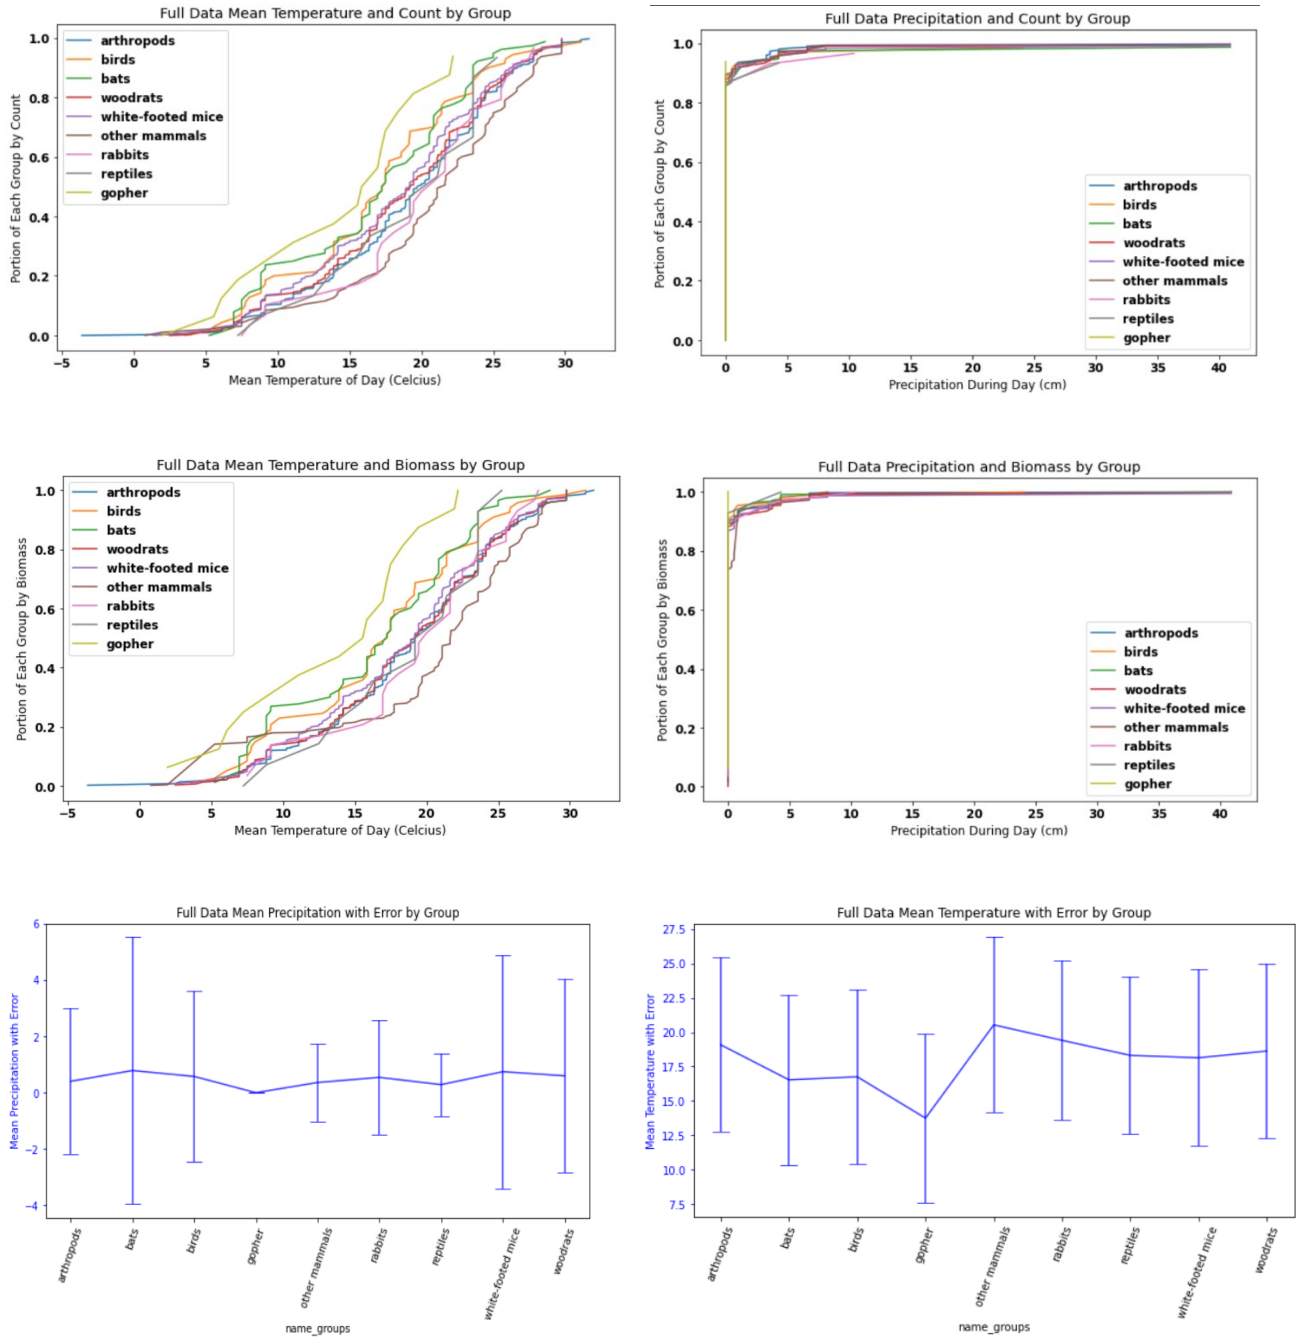 Full Data Mean Temperature and Count by Group
Portion of Each Group by Count
1.0
0.8
0.6
0.4
0.2
0.0
arthropods
birds
bats
woodrats
white-footed mice
other mammals
rabbits
reptiles
gopher
−5 0 5 10 15 20 25 30
Mean Temperature of Day (Celcius)
Full Data Precipitation and Count by Group
Portion of Each Group by Count
1.0
0.8
0.6
0.4
0.2
0.0
arthropods
birds
bats
woodrats
white-footed mice
other mammals
rabbits
reptiles
gopher
0 5 10 15 20 25 30 35 40
Precipitation During Day (cm)
Full Data Mean Temperature and Biomass by Group
Portion of Each Group by Biomass
1.0
0.8
0.6
0.4
0.2
0.0
arthropods
birds
bats
woodrats
white-footed mice
other mammals
rabbits
reptiles
gopher
−5 0 5 10 15 20 25 30
Mean Temperature of Day (Celcius)
Full Data Precipitation and Biomass by Group
Portion of Each Group by Biomass
1.0
0.8
0.6
0.4
0.2
0.0
arthropods
birds
bats
woodrats
white-footed mice
other mammals
rabbits
reptiles
gopher
0 5 10 15 20 25 30 35 40
Precipitation During Day (cm)
Full Data Mean Precipitation with Error by Group
Mean Precipitation with Error
6
4
2
0
−2
−4
arthropods
bats
birds
gopher
other mammals
rabbits
reptiles
white-footed mice
woodrats
name_groups
Full Data Mean Temperature with Error by Group
Mean Temperature with Error
27.5
25.0
22.5
20.0
17.5
15.0
12.5
10.0
7.5
arthropods
bats
birds
gopher
other mammals
rabbits
reptiles
white-footed mice
woodrats
name_groups